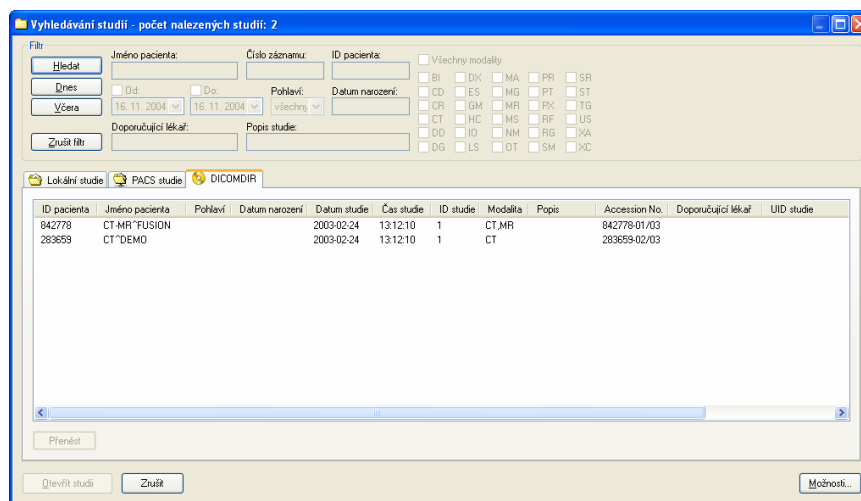 Vyhledávání studií - počet nalezených studií: 2
Filtr
Hledat
Dnes
Včera
Zrušit filtr
Jméno pacienta: Číslo záznamu: ID pacienta:
Od: Do: Pohlaví: Datum narození:
16. 11. 2004 16. 11. 2004 všechny
Doporučující lékař: Popis studie:
Všechny modality
BI DX MA PR SR
CD ES MG PT ST
CR GM MR PX TG
CT HC MS RF US
DD IO NM RG XA
DG LS OT SM XC
Lokální studie PACS studie DICOMDIR
ID pacienta Jméno pacienta Pohlaví Datum narození Datum studie Čas studie ID studie Modalita Popis Accession No. Doporučující lékař UID studie
842778 CT-MR^FUSION 2003-02-24 13:12:10 1 CT,MR 842778-01/03
283659 CT^DEMO 2003-02-24 13:12:10 1 CT 283659-02/03
Přenést
Otevřít studii Zrušit Možnosti...